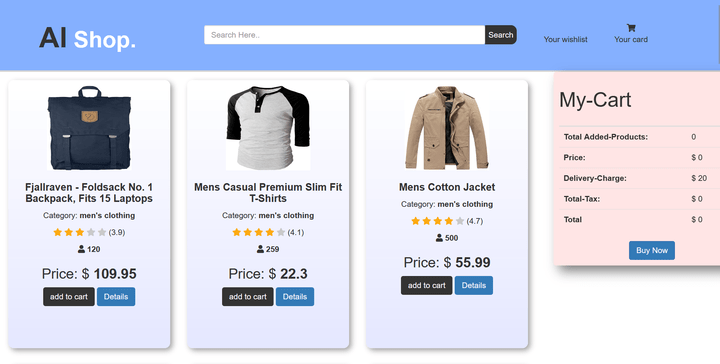 AI Shop.
Search Here..
Search
Your wishlist
Your card
Fjallraven - Foldsack No. 1
Backpack, Fits 15 Laptops
Category: men's clothing
(3.9)
120
Price: $ 109.95
add to cart
Details
Mens Casual Premium Slim Fit
T-Shirts
Category: men's clothing
(4.1)
259
Price: $ 22.3
add to cart
Details
Mens Cotton Jacket
Category: men's clothing
(4.7)
500
Price: $ 55.99
add to cart
Details
My-Cart
Total Added-Products: 0
Price: $ 0
Delivery-Charge: $ 20
Total-Tax: $ 0
Total $ 0
Buy Now